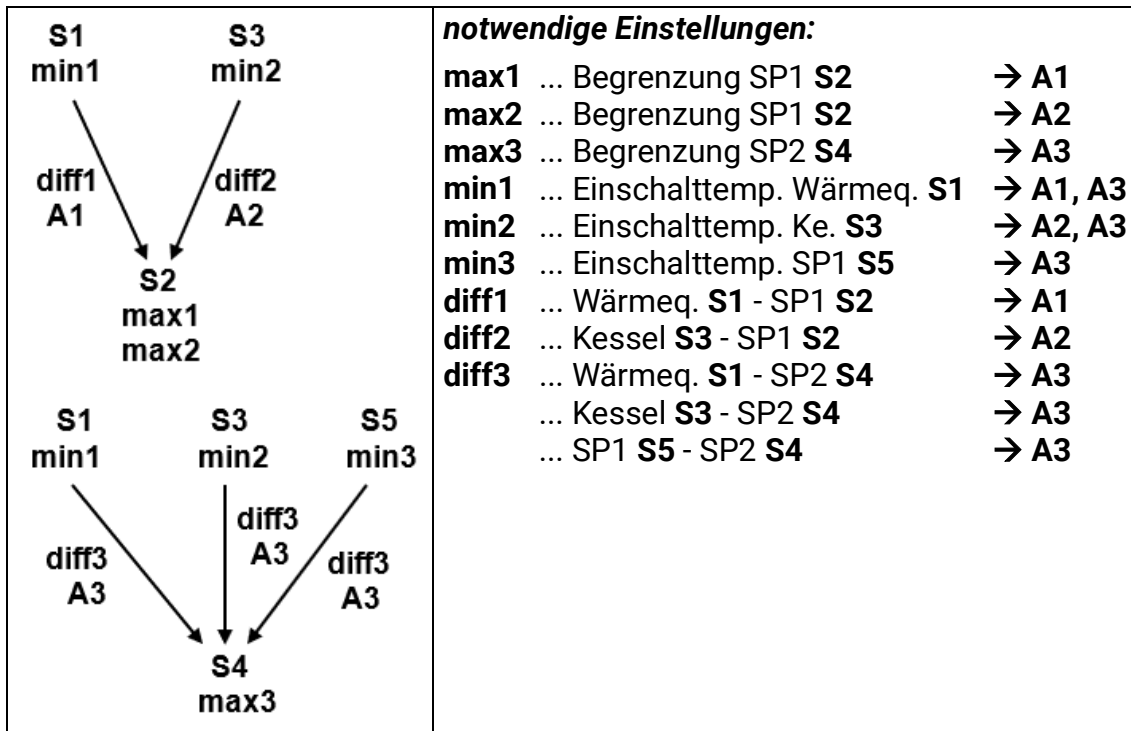 S1 S3
min1 min2
diff1 diff2
A1 A2
S2
max1
max2
S1 S3 S5
min1 min2 min3
diff3
A3
diff3 diff3
A3 A3
S4
max3
notwendige Einstellungen:
max1 ... Begrenzung SP1 S2 → A1
max2 ... Begrenzung SP1 S2 → A2
max3 ... Begrenzung SP2 S4 → A3
min1 ... Einschalttemp. Wärmeq. S1 → A1, A3
min2 ... Einschalttemp. Ke. S3 → A2, A3
min3 ... Einschalttemp. SP1 S5 → A3
diff1 ... Wärmeq. S1 - SP1 S2 → A1
diff2 ... Kessel S3 - SP1 S2 → A2
diff3 ... Wärmeq. S1 - SP2 S4 → A3
... Kessel S3 - SP2 S4 → A3
... SP1 S5 - SP2 S4 → A3